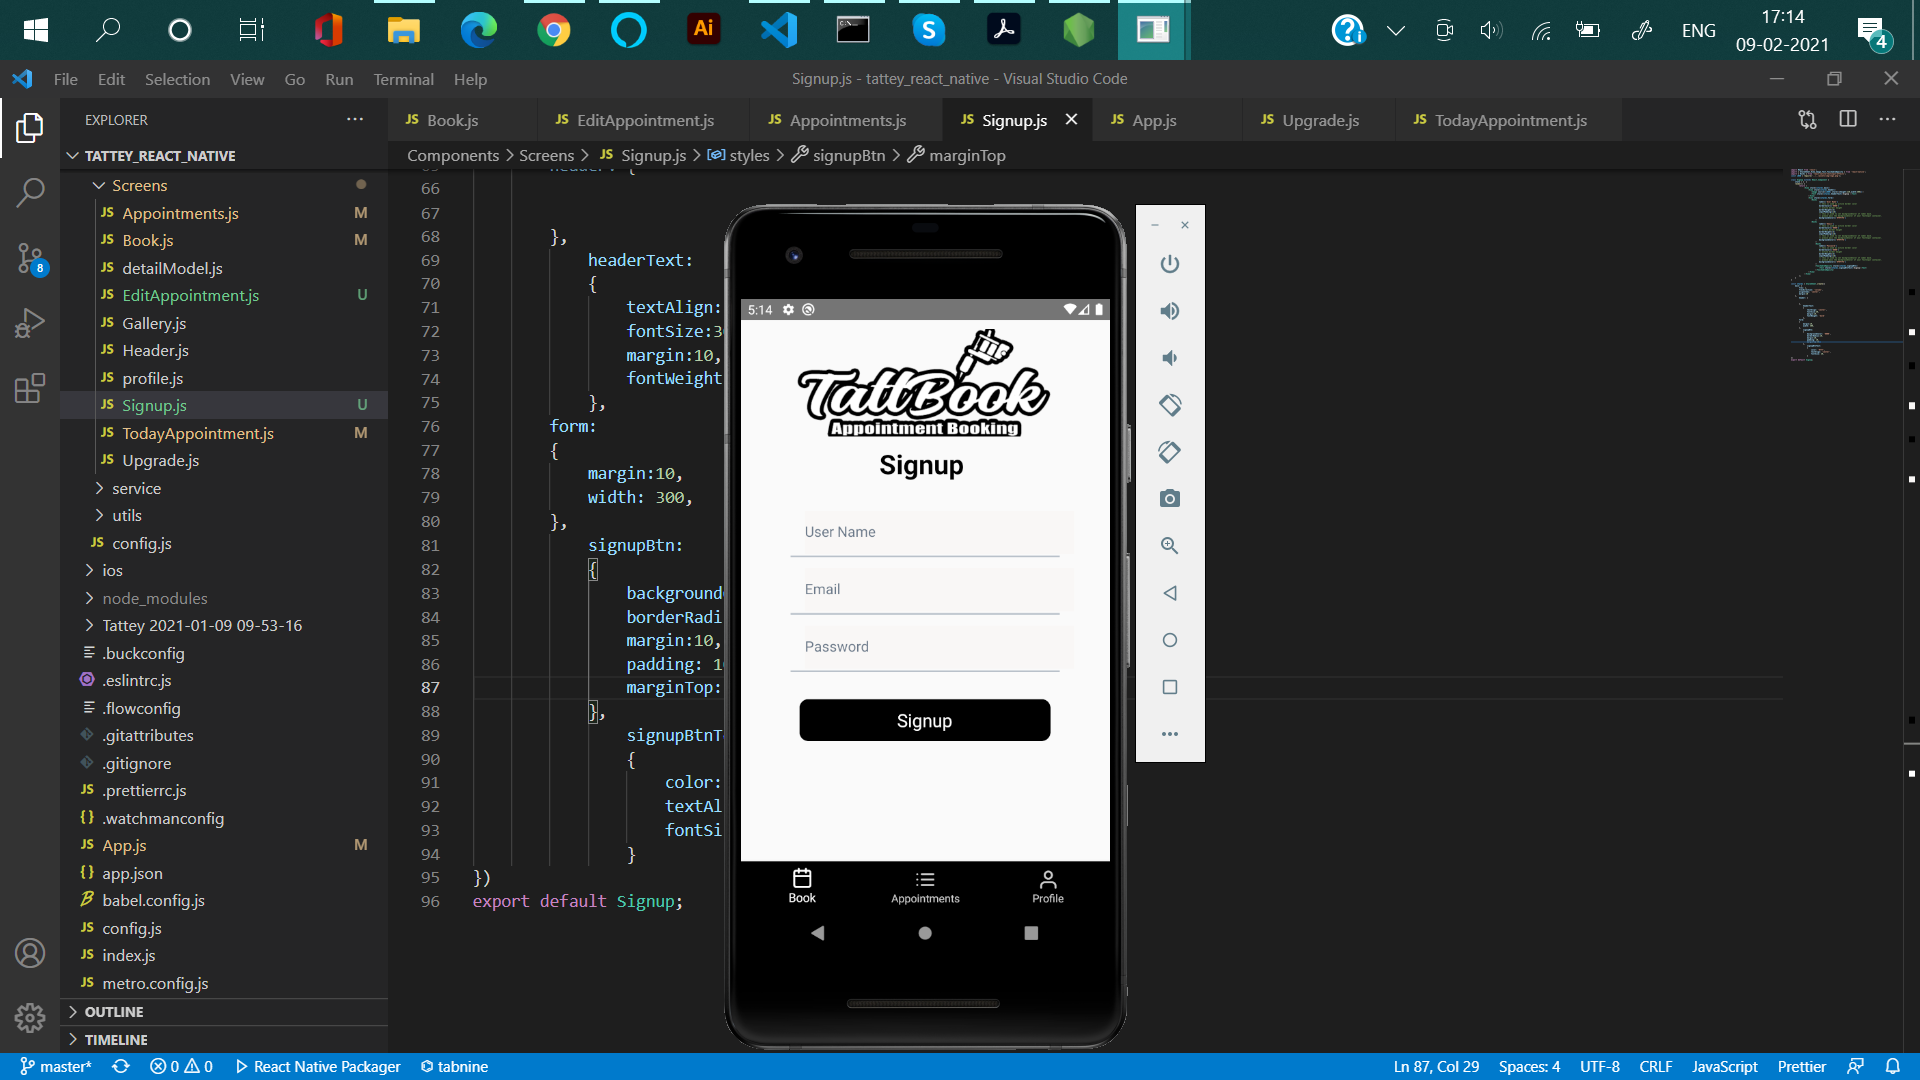 Ai
ENG
17:14
09-02-2021
4
File Edit Selection View Go Run Terminal Help
Signup.js - tattey_react_native - Visual Studio Code
EXPLORER
JS Book.js
JS EditAppointment.js
JS Appointments.js
JS Signup.js
JS App.js
JS Upgrade.js
JS TodayAppointment.js
Components > Screens > JS Signup.js > styles > signupBtn > marginTop
TATTEY_REACT_NATIVE
Screens
JS Appointments.js M
JS Book.js M
JS detailModel.js
JS EditAppointment.js U
JS Gallery.js
JS Header.js
JS profile.js
JS Signup.js U
JS TodayAppointment.js M
JS Upgrade.js
service
utils
JS config.js
ios
node_modules
Tattey 2021-01-09 09-53-16
.buckconfig
.eslintrc.js
.flowconfig
.gitattributes
.gitignore
JS .prettierrc.js
{} .watchmanconfig
JS App.js M
{} app.json
babel.config.js
JS config.js
JS index.js
JS metro.config.js
OUTLINE
TIMELINE
8
66
67
68 },
69 headerText:
70 {
71 textAlign:
72 fontSize:
73 margin:10,
74 fontWeight
75 },
76 form:
77 {
78 margin:10,
79 width: 300,
80 },
81 signupBtn:
82 {
83 background
84 borderRadi
85 margin:10,
86 padding:
87 marginTop:
88 },
89 signupBtnT
90 {
91 color:
92 textAl
93 fontSi
94 }
95 })
96 export default Signup;
5:14
TattBook
Appointment Booking
Signup
User Name
Email
Password
Signup
Book
Appointments
Profile
master* 0 0 React Native Packager tabnine
Ln 87, Col 29 Spaces: 4 UTF-8 CRLF JavaScript Prettier